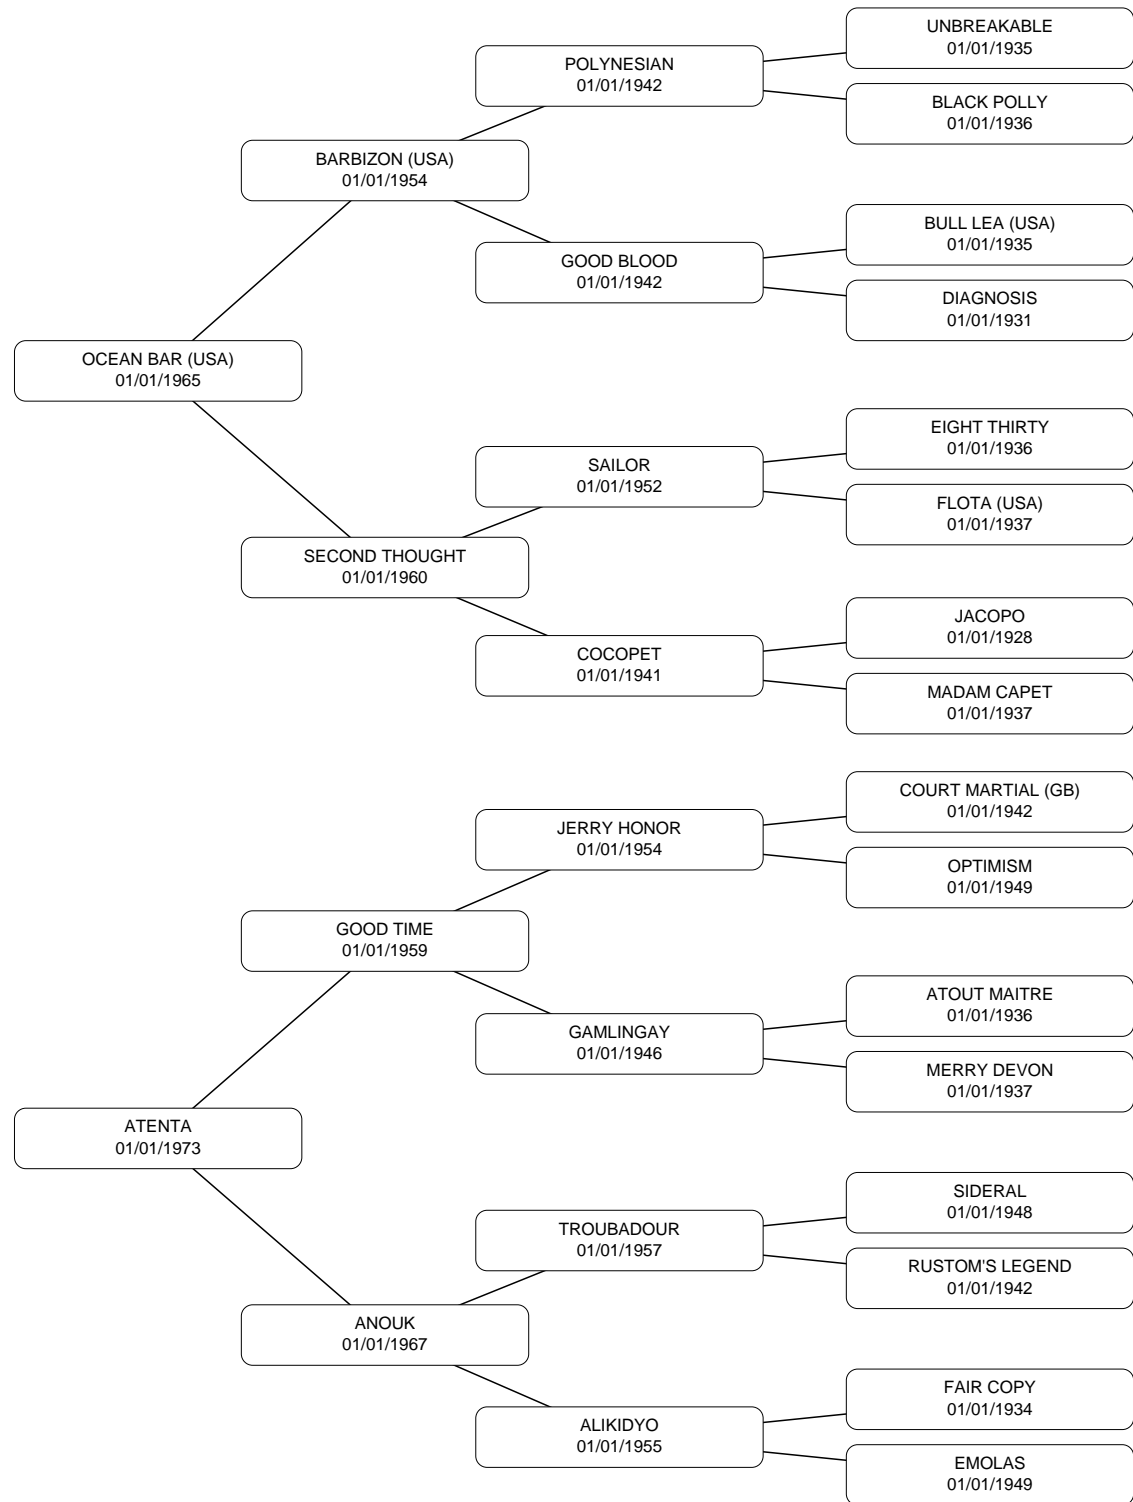 UNBREAKABLE
01/01/1935
POLYNESIAN
01/01/1942
BLACK POLLY
01/01/1936
BARBIZON (USA)
01/01/1954
BULL LEA (USA)
01/01/1935
GOOD BLOOD
01/01/1942
DIAGNOSIS
01/01/1931
OCEAN BAR (USA)
01/01/1965
EIGHT THIRTY
01/01/1936
SAILOR
01/01/1952
FLOTA (USA)
01/01/1937
SECOND THOUGHT
01/01/1960
JACOPO
01/01/1928
COCOPET
01/01/1941
MADAM CAPET
01/01/1937
COURT MARTIAL (GB)
01/01/1942
JERRY HONOR
01/01/1954
OPTIMISM
01/01/1949
GOOD TIME
01/01/1959
ATOUT MAITRE
01/01/1936
GAMLINGAY
01/01/1946
MERRY DEVON
01/01/1937
ATENTA
01/01/1973
SIDERAL
01/01/1948
TROUBADOUR
01/01/1957
RUSTOM'S LEGEND
01/01/1942
ANOUK
01/01/1967
FAIR COPY
01/01/1934
ALIKIDYO
01/01/1955
EMOLAS
01/01/1949